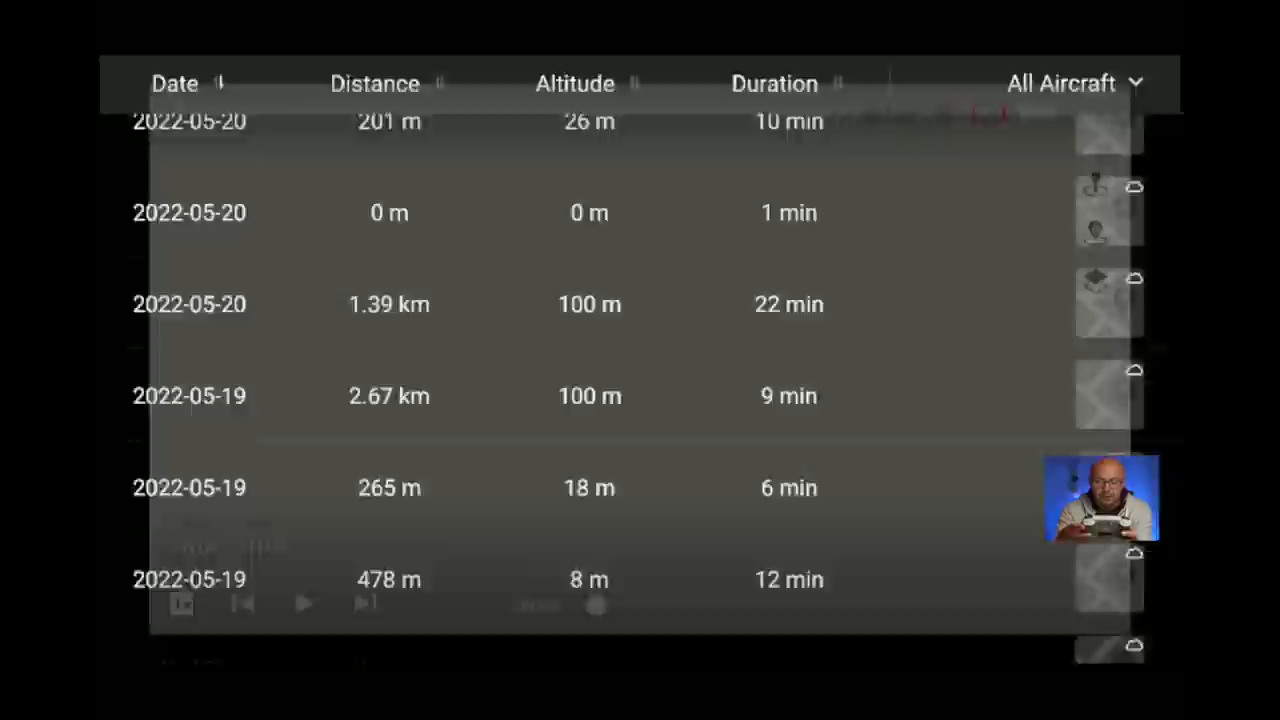 Date Distance Altitude Duration All Aircraft
2022-05-20 201 m 26 m 10 min
2022-05-20 0 m 0 m 1 min
2022-05-20 1.39 km 100 m 22 min
2022-05-19 2.67 km 100 m 9 min
2022-05-19 265 m 18 m 6 min
2022-05-19 478 m 8 m 12 min